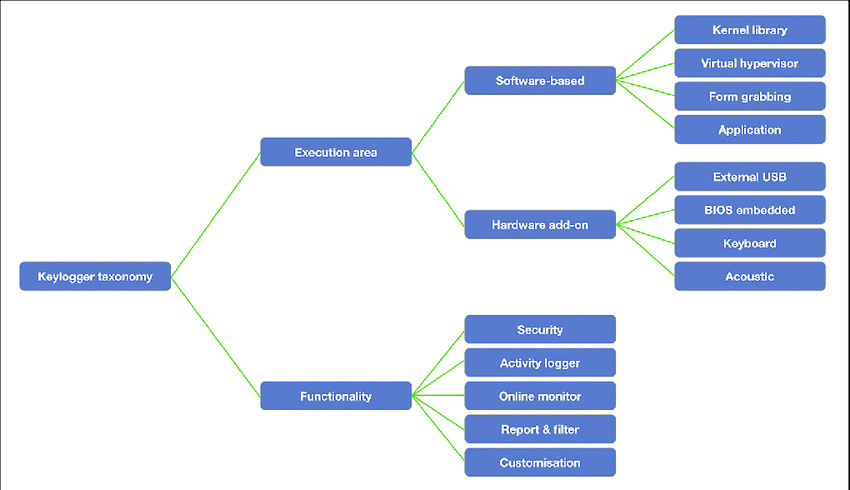 Keylogger taxonomy
Execution area
Software-based
Kernel library
Virtual hypervisor
Form grabbing
Application
Hardware add-on
External USB
BIOS embedded
Keyboard
Acoustic
Functionality
Security
Activity logger
Online monitor
Report & filter
Customisation